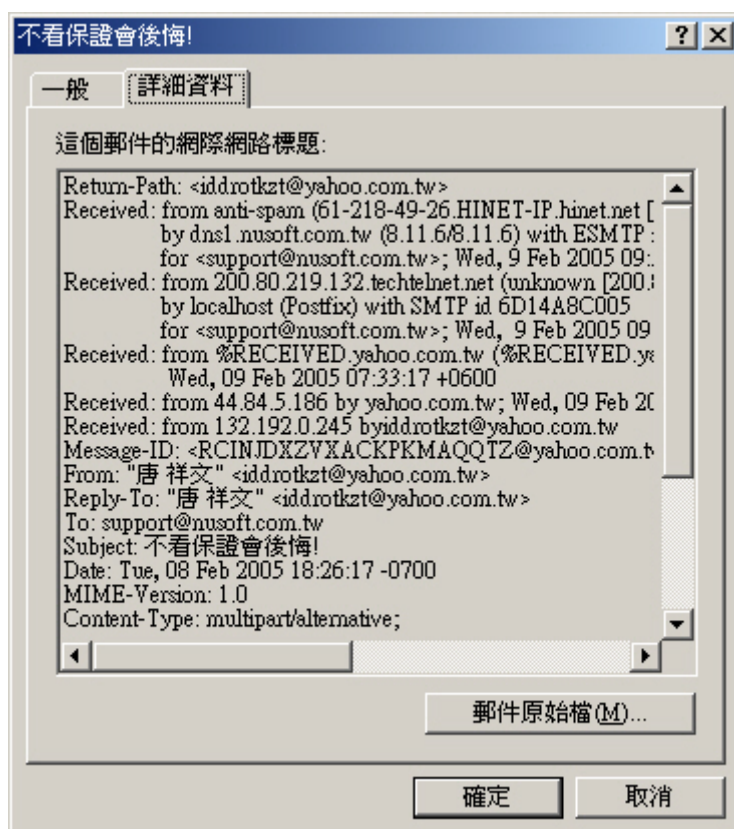 不看保證會後悔!
一般
詳細資料
這個郵件的網際網路標題:
Return-Path: <iddrotkzt@yahoo.com.tw>
Received: from anti-spam (61-218-49-26.HINET-IP.hinet.net [
by dns1.nusoft.com.tw (8.11.6/8.11.6) with ESMTP :
for <support@nusoft.com.tw>; Wed, 9 Feb 2005 09:
Received: from 200.80.219.132.techtelnet.net (unknown [200.
by localhost (Postfix) with SMTP id 6D14A8C005
for <support@nusoft.com.tw>; Wed,  9 Feb 2005 09
Received: from %RECEIVED.yahoo.com.tw (%RECEIVED.ya
Wed, 09 Feb 2005 07:33:17 +0600
Received: from 44.84.5.186 by yahoo.com.tw; Wed, 09 Feb 20
Received: from 132.192.0.245 byiddrotkzt@yahoo.com.tw
Message-ID: <RCINJDXZVXACKPKMAQQTZ@yahoo.com.t
From: "唐 祥文" <iddrotkzt@yahoo.com.tw>
Reply-To: "唐 祥文" <iddrotkzt@yahoo.com.tw>
To: support@nusoft.com.tw
Subject: 不看保證會後悔!
Date: Tue, 08 Feb 2005 18:26:17 -0700
MIME-Version: 1.0
Content-Type: multipart/alternative;
郵件原始檔(M)...
確定
取消